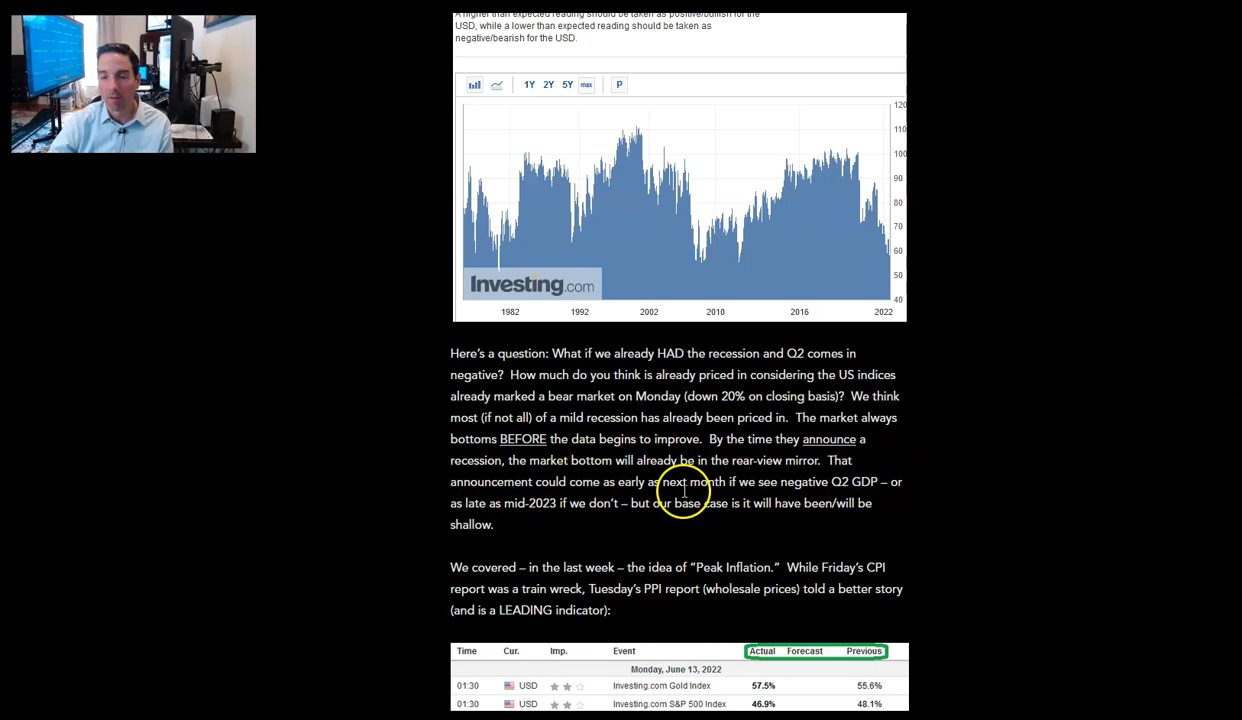 A higher than expected reading should be taken as positive/bullish for the
USD, while a lower than expected reading should be taken as
negative/bearish for the USD.
1Y 2Y 5Y max P
120
110
100
90
80
70
60
50
40
Investing.com
1982 1992 2002 2010 2016 2022
Here's a question: What if we already HAD the recession and Q2 comes in
negative? How much do you think is already priced in considering the US indices
already marked a bear market on Monday (down 20% on closing basis)? We think
most (if not all) of a mild recession has already been priced in. The market always
bottoms BEFORE the data begins to improve. By the time they announce a
recession, the market bottom will already be in the rear-view mirror. That
announcement could come as early as next month if we see negative Q2 GDP – or
as late as mid-2023 if we don't – but our base case is it will have been/will be
shallow.
We covered – in the last week – the idea of "Peak Inflation." While Friday's CPI
report was a train wreck, Tuesday's PPI report (wholesale prices) told a better story
(and is a LEADING indicator):
Time Cur. Imp. Event Actual Forecast Previous
Monday, June 13, 2022
01:30 USD Investing.com Gold Index 57.5% 55.6%
01:30 USD Investing.com S&P 500 Index 46.9% 48.1%